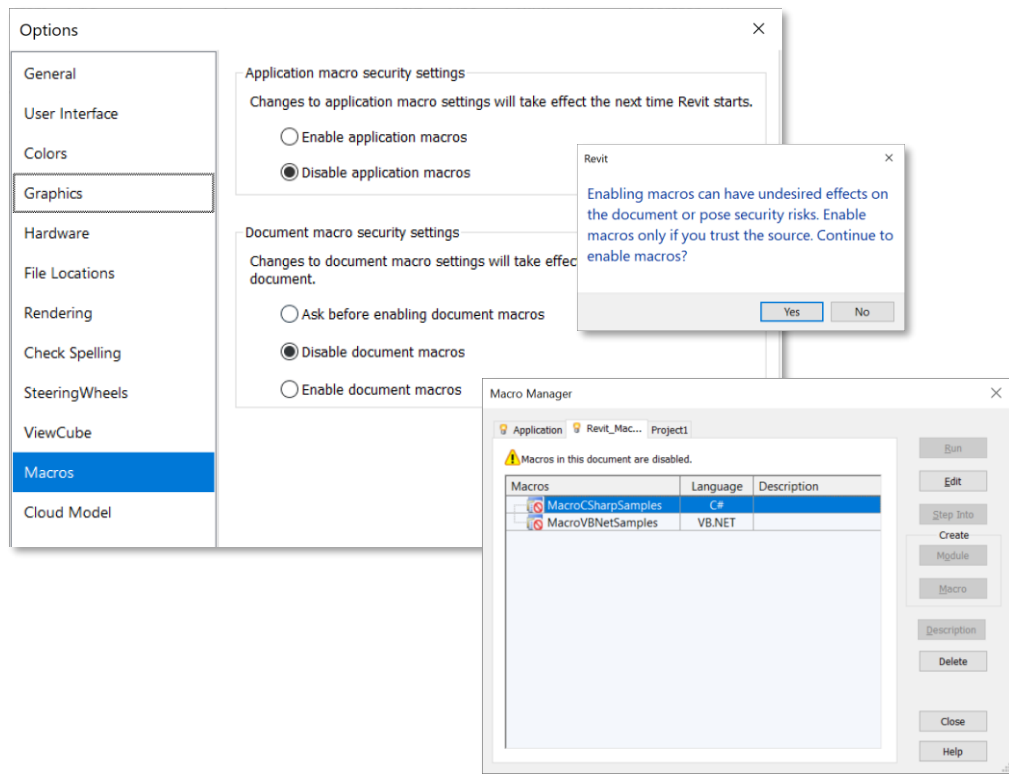 Options
General
User Interface
Colors
Graphics
Hardware
File Locations
Rendering
Check Spelling
SteeringWheels
ViewCube
Macros
Cloud Model
Application macro security settings
Changes to application macro settings will take effect the next time Revit starts.
Enable application macros
Disable application macros
Document macro security settings
Changes to document macro settings will take effec
document.
Ask before enabling document macros
Disable document macros
Enable document macros
Revit
Enabling macros can have undesired effects on
the document or pose security risks. Enable
macros only if you trust the source. Continue to
enable macros?
Yes No
Macro Manager
Application Revit_Mac... Project1
Macros in this document are disabled.
Macros Language Description
MacroCSharpSamples C#
MacroVBNetSamples VB.NET
Run
Edit
Step Into
Create
Module
Macro
Description
Delete
Close
Help